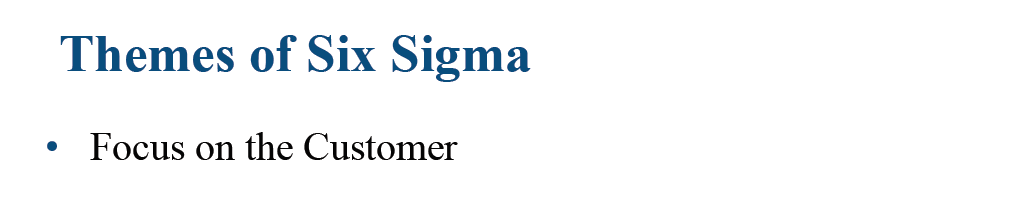 Themes of Six Sigma
• Focus on the Customer